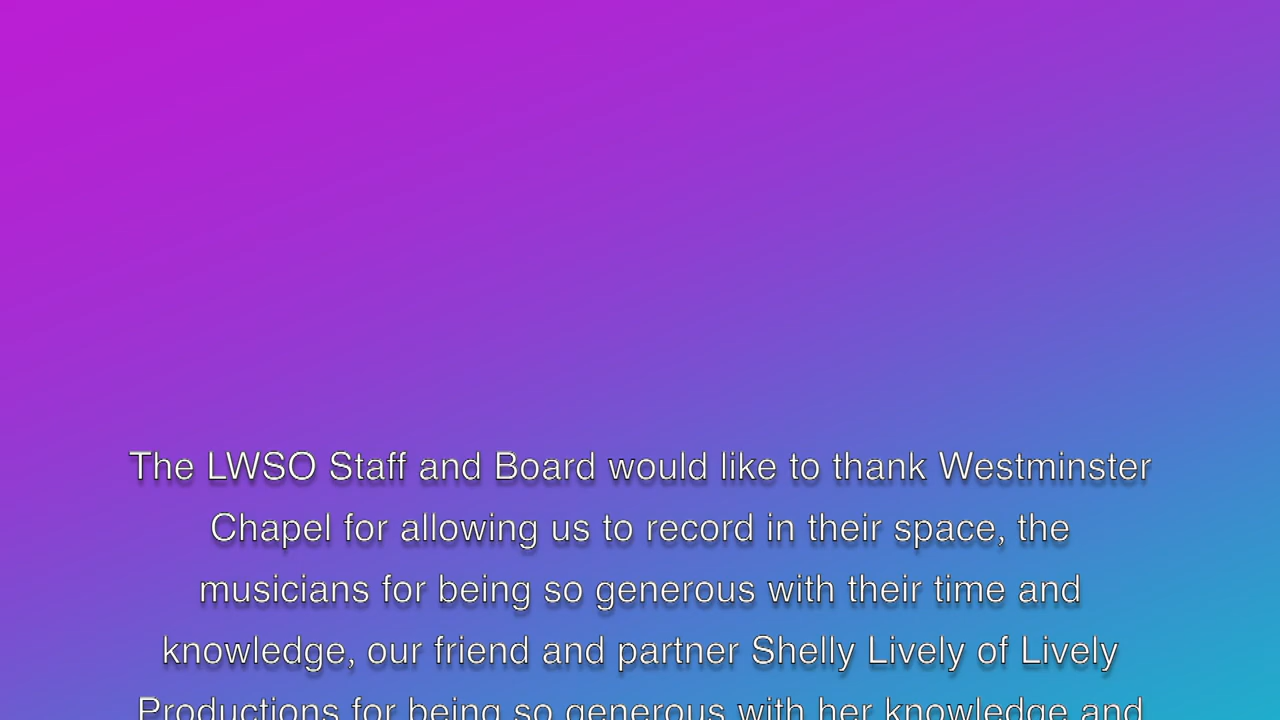 The LWSO Staff and Board would like to thank Westminster
Chapel for allowing us to record in their space, the
musicians for being so generous with their time and
knowledge, our friend and partner Shelly Lively of Lively
Productions for being so generous with her knowledge and